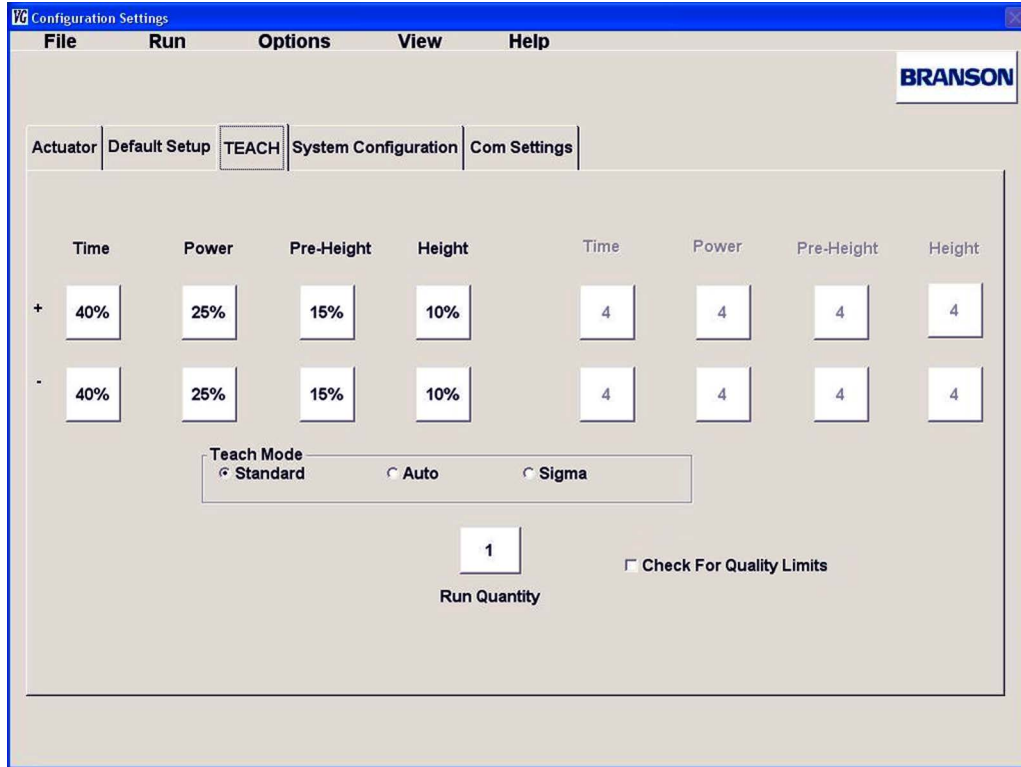 VG Configuration Settings
File Run Options View Help
BRANSON
Actuator Default Setup TEACH System Configuration Com Settings
Time Power Pre-Height Height Time Power Pre-Height Height
+ 40% 25% 15% 10% 4 4 4 4
- 40% 25% 15% 10% 4 4 4 4
Teach Mode
Standard Auto Sigma
1
Check For Quality Limits
Run Quantity